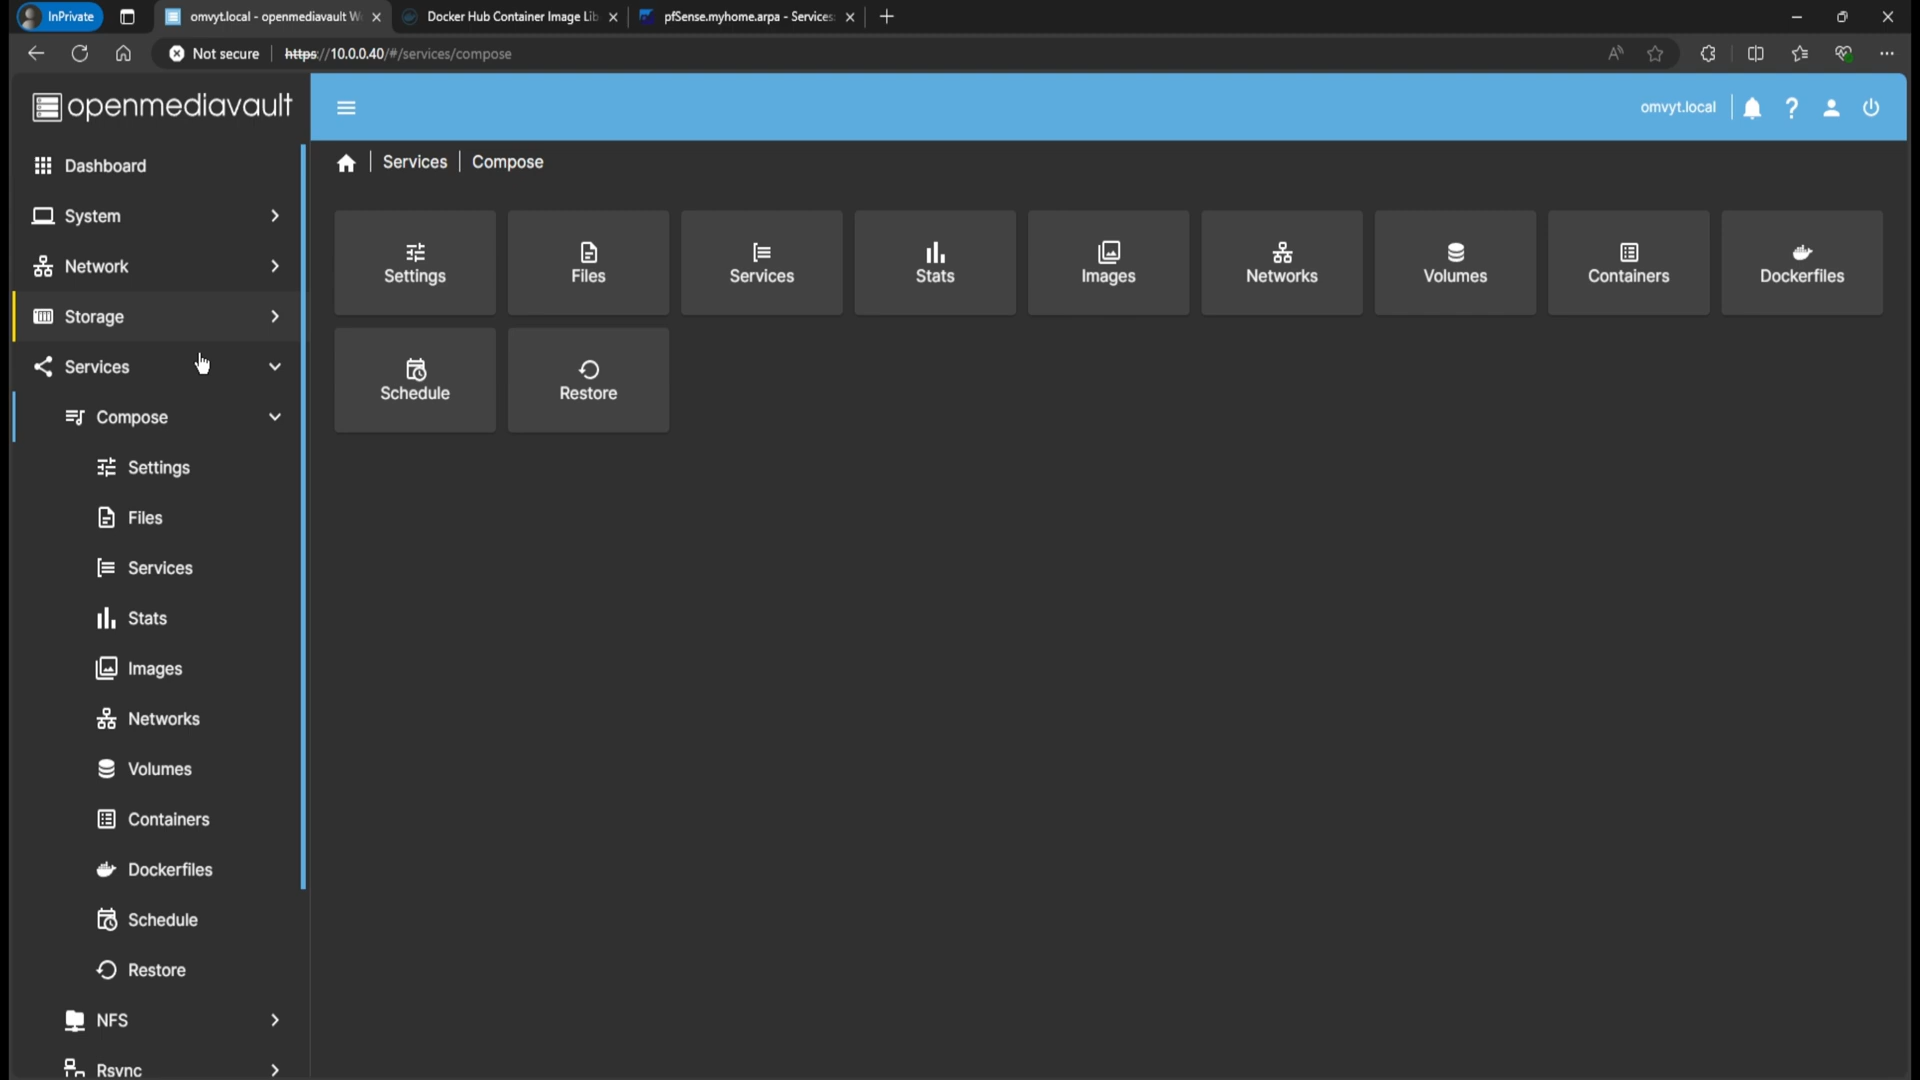 InPrivate
omvyt.local - openmediavault W
Docker Hub Container Image Lib
pfSense.myhome.arpa - Services:
Not secure
https://10.0.0.40/#/services/compose
openmediavault
omvyt.local
Dashboard
System
Network
Storage
Services
Compose
Settings
Files
Services
Stats
Images
Networks
Volumes
Containers
Dockerfiles
Schedule
Restore
NFS
Rsync
Services | Compose
Settings
Files
Services
Stats
Images
Networks
Volumes
Containers
Dockerfiles
Schedule
Restore